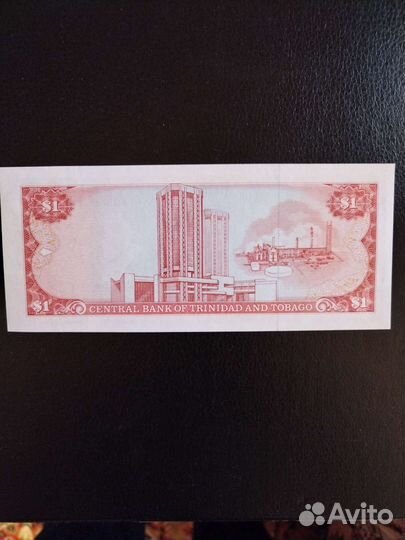 $1 $1
$1 CENTRAL BANK OF TRINIDAD AND TOBAGO $1
Avito